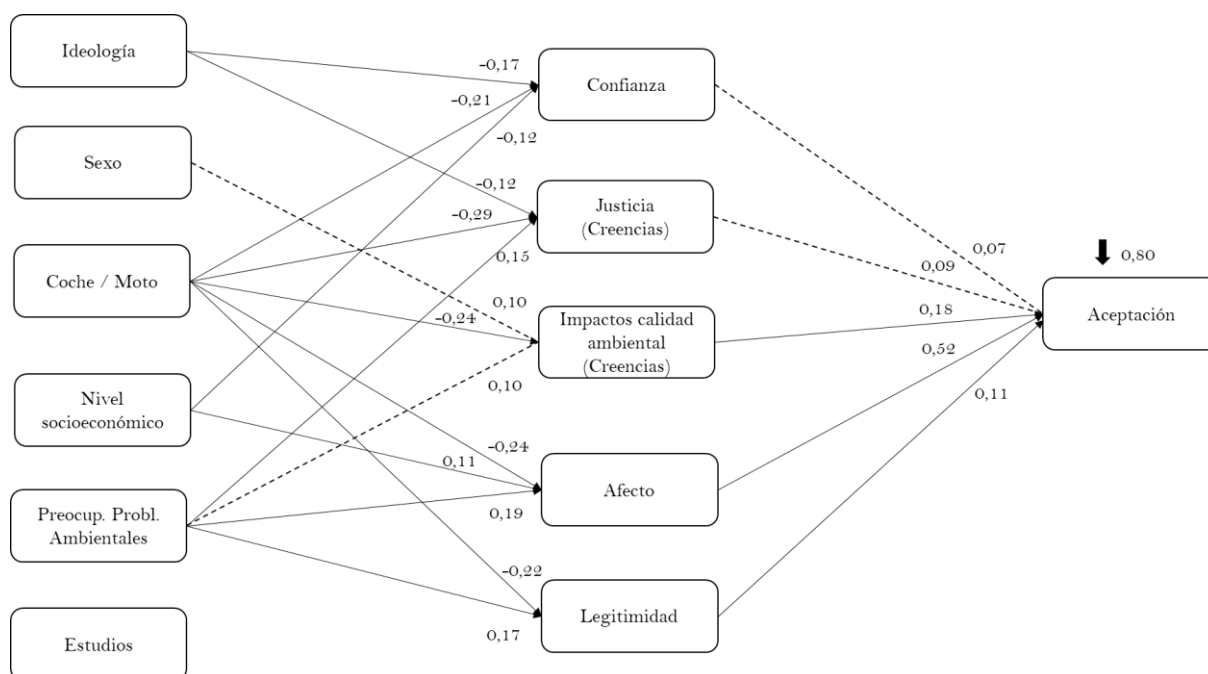 Ideología
Sexo
Coche / Moto
Nivel
socioeconómico
Preocup. Probl.
Ambientales
Estudios
-0,17
-0,21
-0,12
-0,12
-0,29
0,15
0,10
-0,24
0,10
-0,24
0,11
0,19
-0,22
0,17
Confianza
Justicia
(Creencias)
Impactos calidad
ambiental
(Creencias)
Afecto
Legitimidad
0,07
0,09
0,18
0,52
0,11
0,80
Aceptación